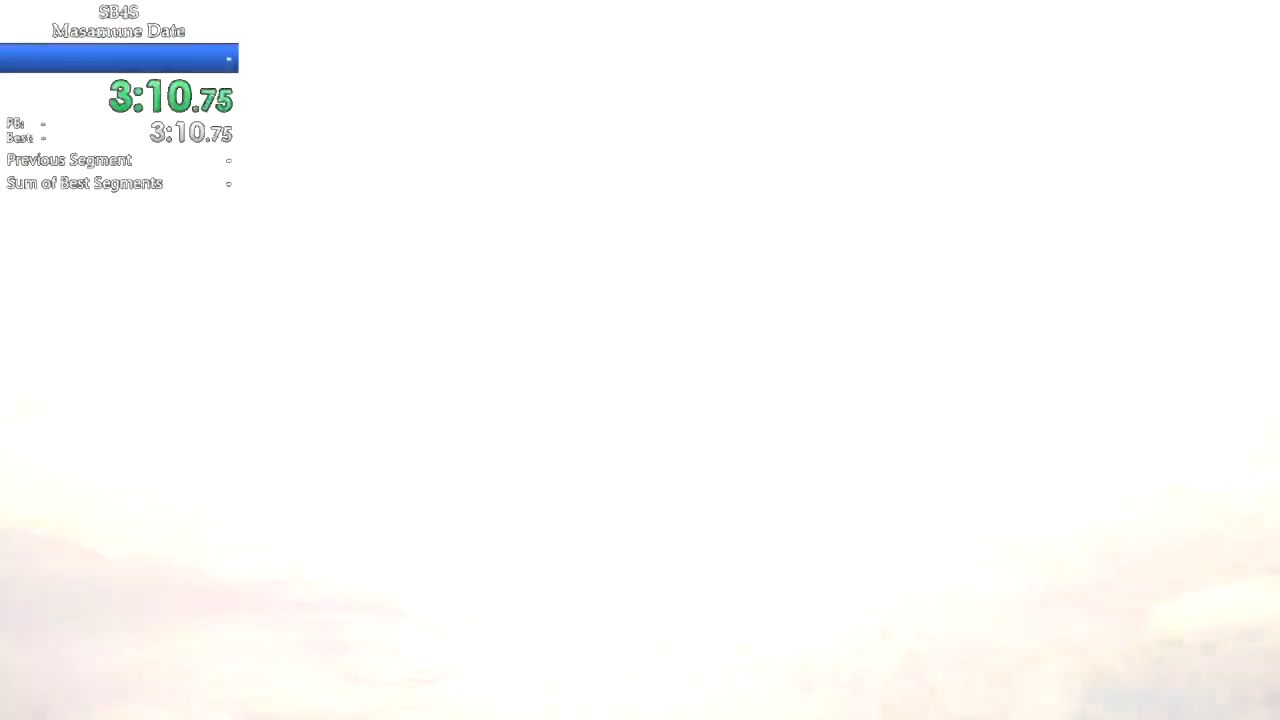 SB4S
Masamune Date
-
3:10.75
PB: -
Best: -
3:10.75
Previous Segment -
Sum of Best Segments -